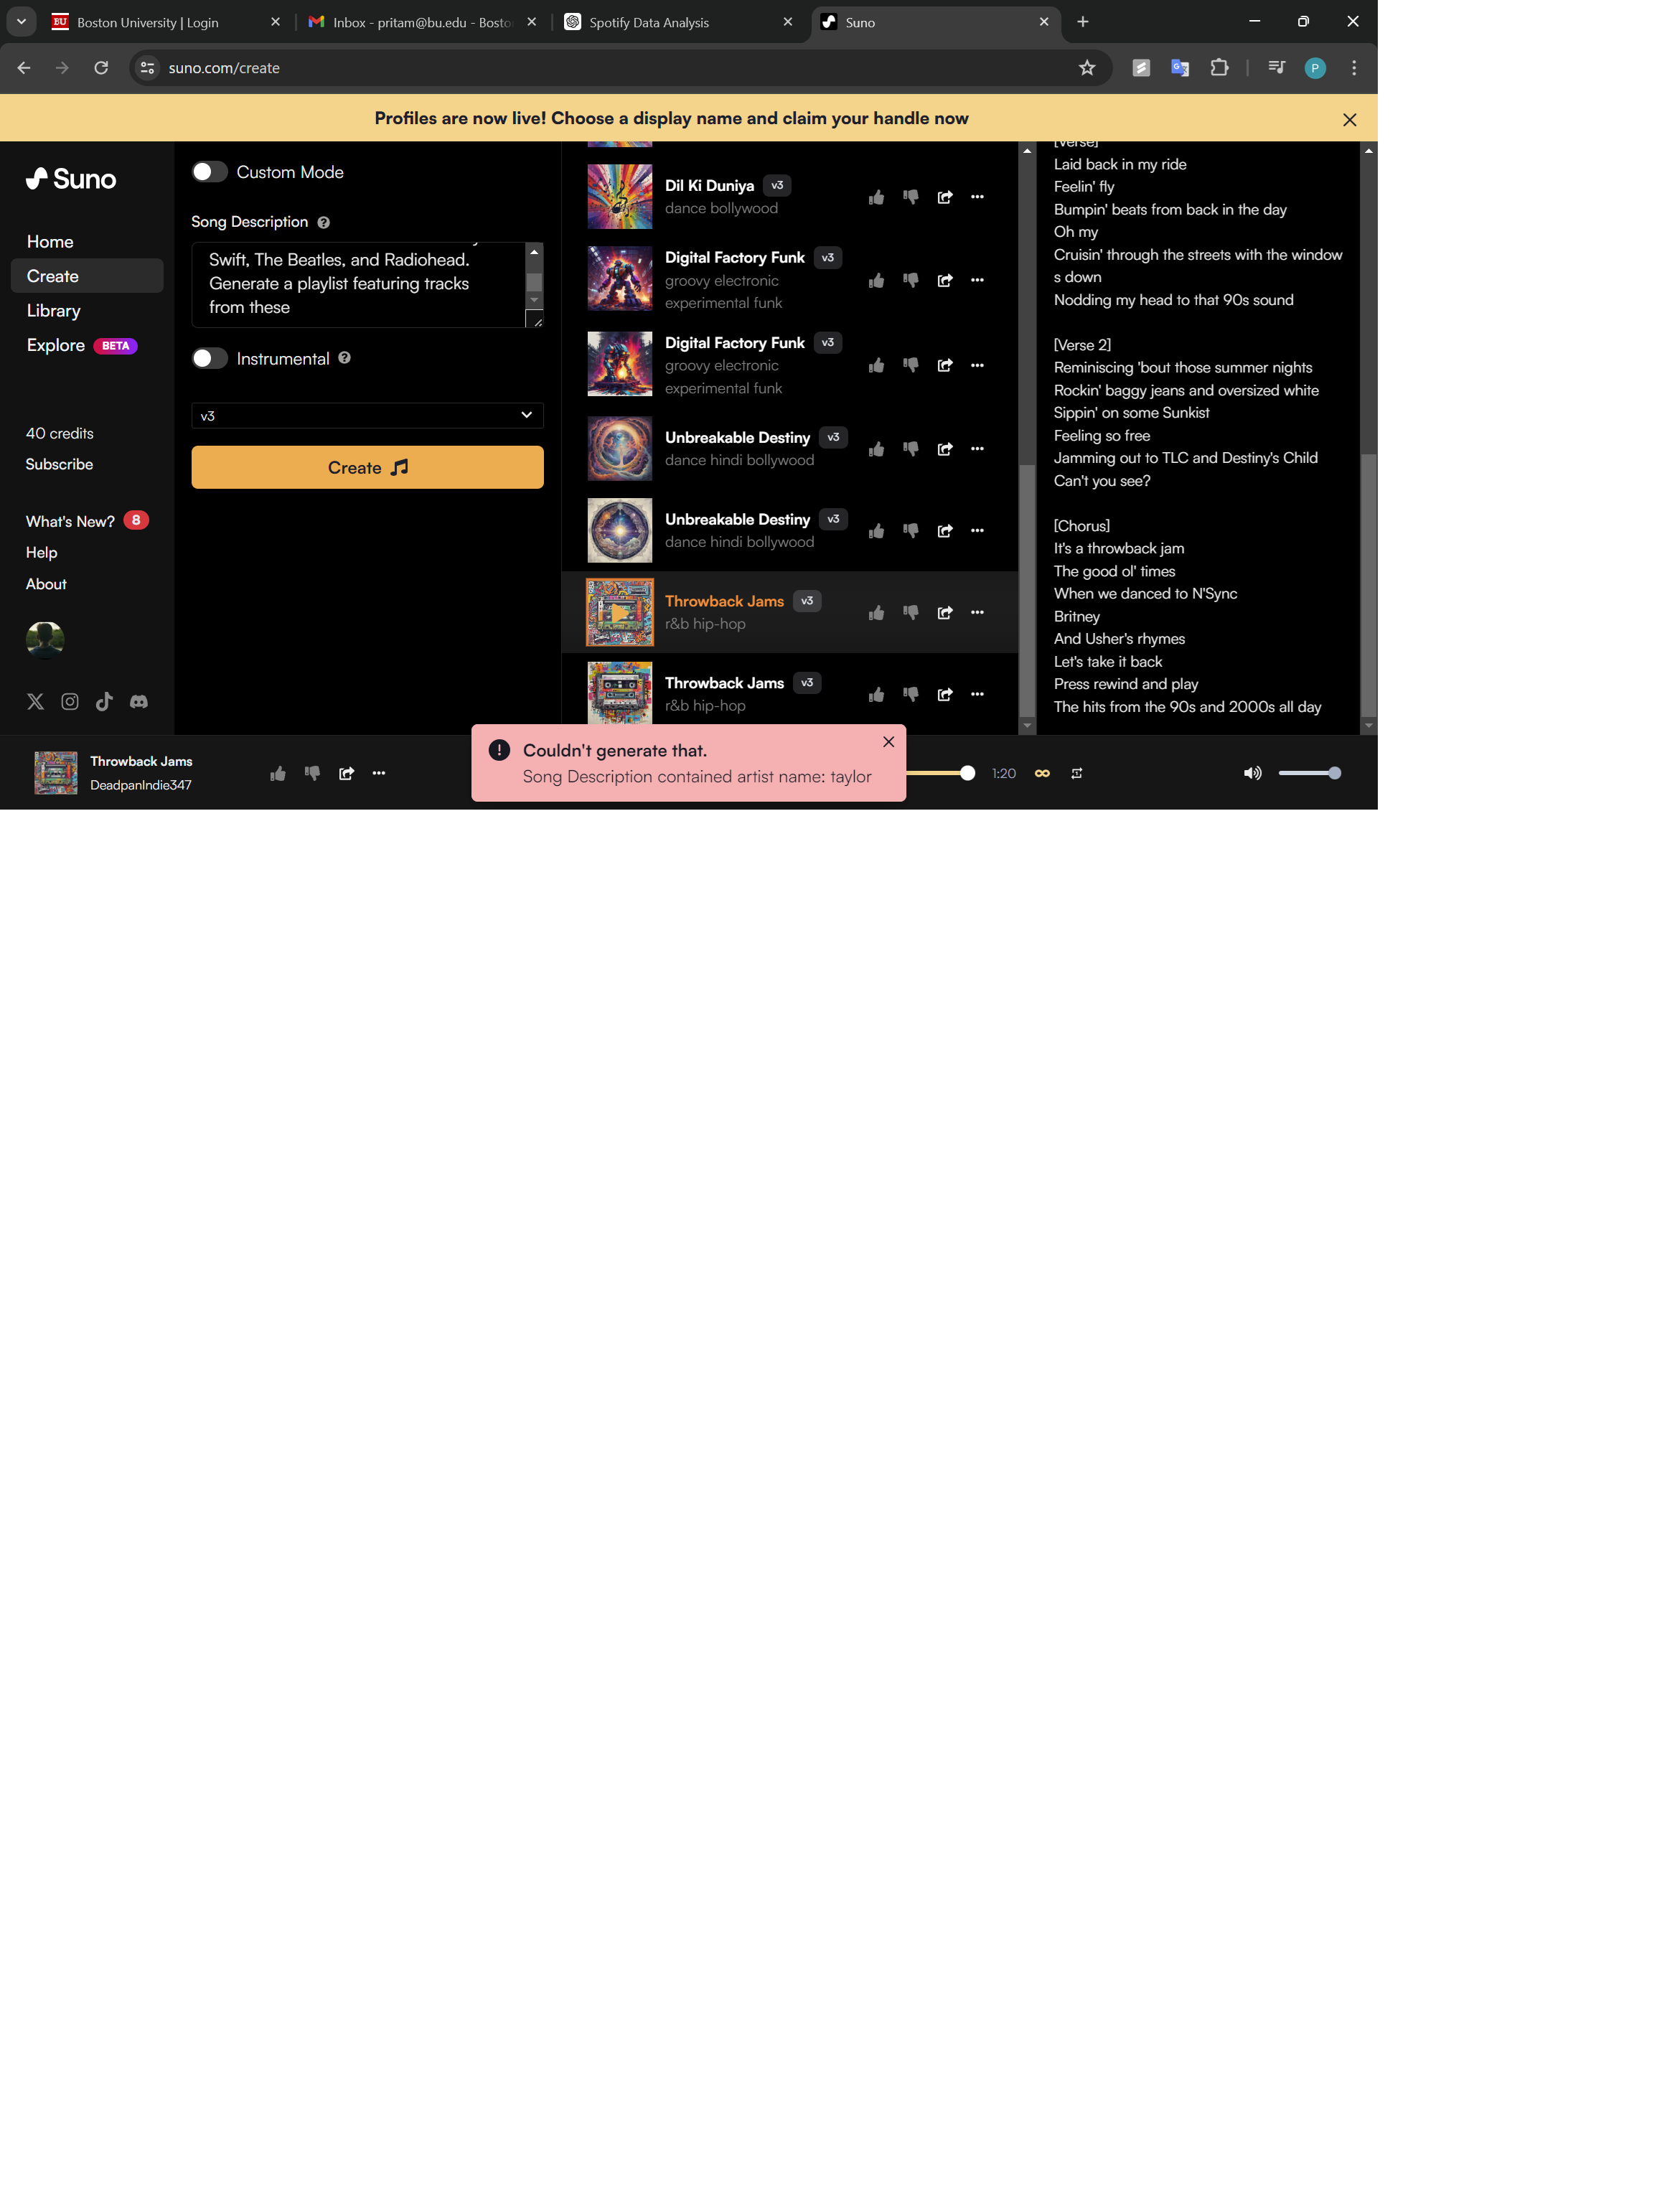 BU
Boston University | Login
Inbox - pritam@bu.edu - Bosto
Spotify Data Analysis
Suno
suno.com/create
P
Profiles are now live! Choose a display name and claim your handle now
Suno
Home
Create
Library
Explore BETA
40 credits
Subscribe
What's New? 8
Help
About
Custom Mode
Song Description
Swift, The Beatles, and Radiohead.
Generate a playlist featuring tracks
from these
Instrumental
v3
Create
Dil Ki Duniya v3
dance bollywood
Digital Factory Funk v3
groovy electronic
experimental funk
Digital Factory Funk v3
groovy electronic
experimental funk
Unbreakable Destiny v3
dance hindi bollywood
Unbreakable Destiny v3
dance hindi bollywood
Throwback Jams v3
r&b hip-hop
Throwback Jams v3
r&b hip-hop
[Verse]
Laid back in my ride
Feelin' fly
Bumpin' beats from back in the day
Oh my
Cruisin' through the streets with the window
s down
Nodding my head to that 90s sound
[Verse 2]
Reminiscing 'bout those summer nights
Rockin' baggy jeans and oversized white
Sippin' on some Sunkist
Feeling so free
Jamming out to TLC and Destiny's Child
Can't you see?
[Chorus]
It's a throwback jam
The good ol' times
When we danced to N'Sync
Britney
And Usher's rhymes
Let's take it back
Press rewind and play
The hits from the 90s and 2000s all day
Throwback Jams
DeadpanIndie347
Couldn't generate that.
Song Description contained artist name: taylor
1:20